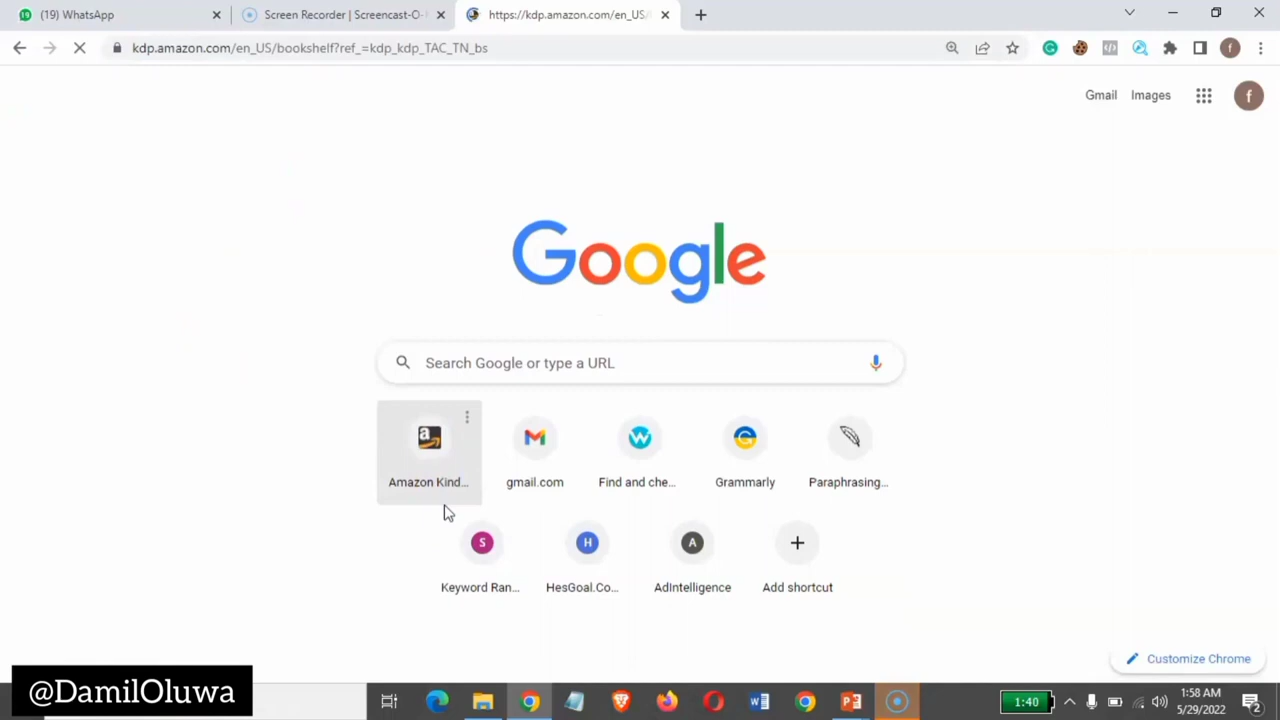 (19) WhatsApp
Screen Recorder | Screencast-O-
https://kdp.amazon.com/en_US/
kdp.amazon.com/en_US/bookshelf?ref_=kdp_kdp_TAC_TN_bs
f
Gmail Images f
Google
Search Google or type a URL
Amazon Kind... gmail.com Find and che... Grammarly Paraphrasing...
S H A
Keyword Ran... HesGoal.Co... AdIntelligence Add shortcut
Customize Chrome
@DamilOluwa
1:40
1:58 AM
5/29/2022
2